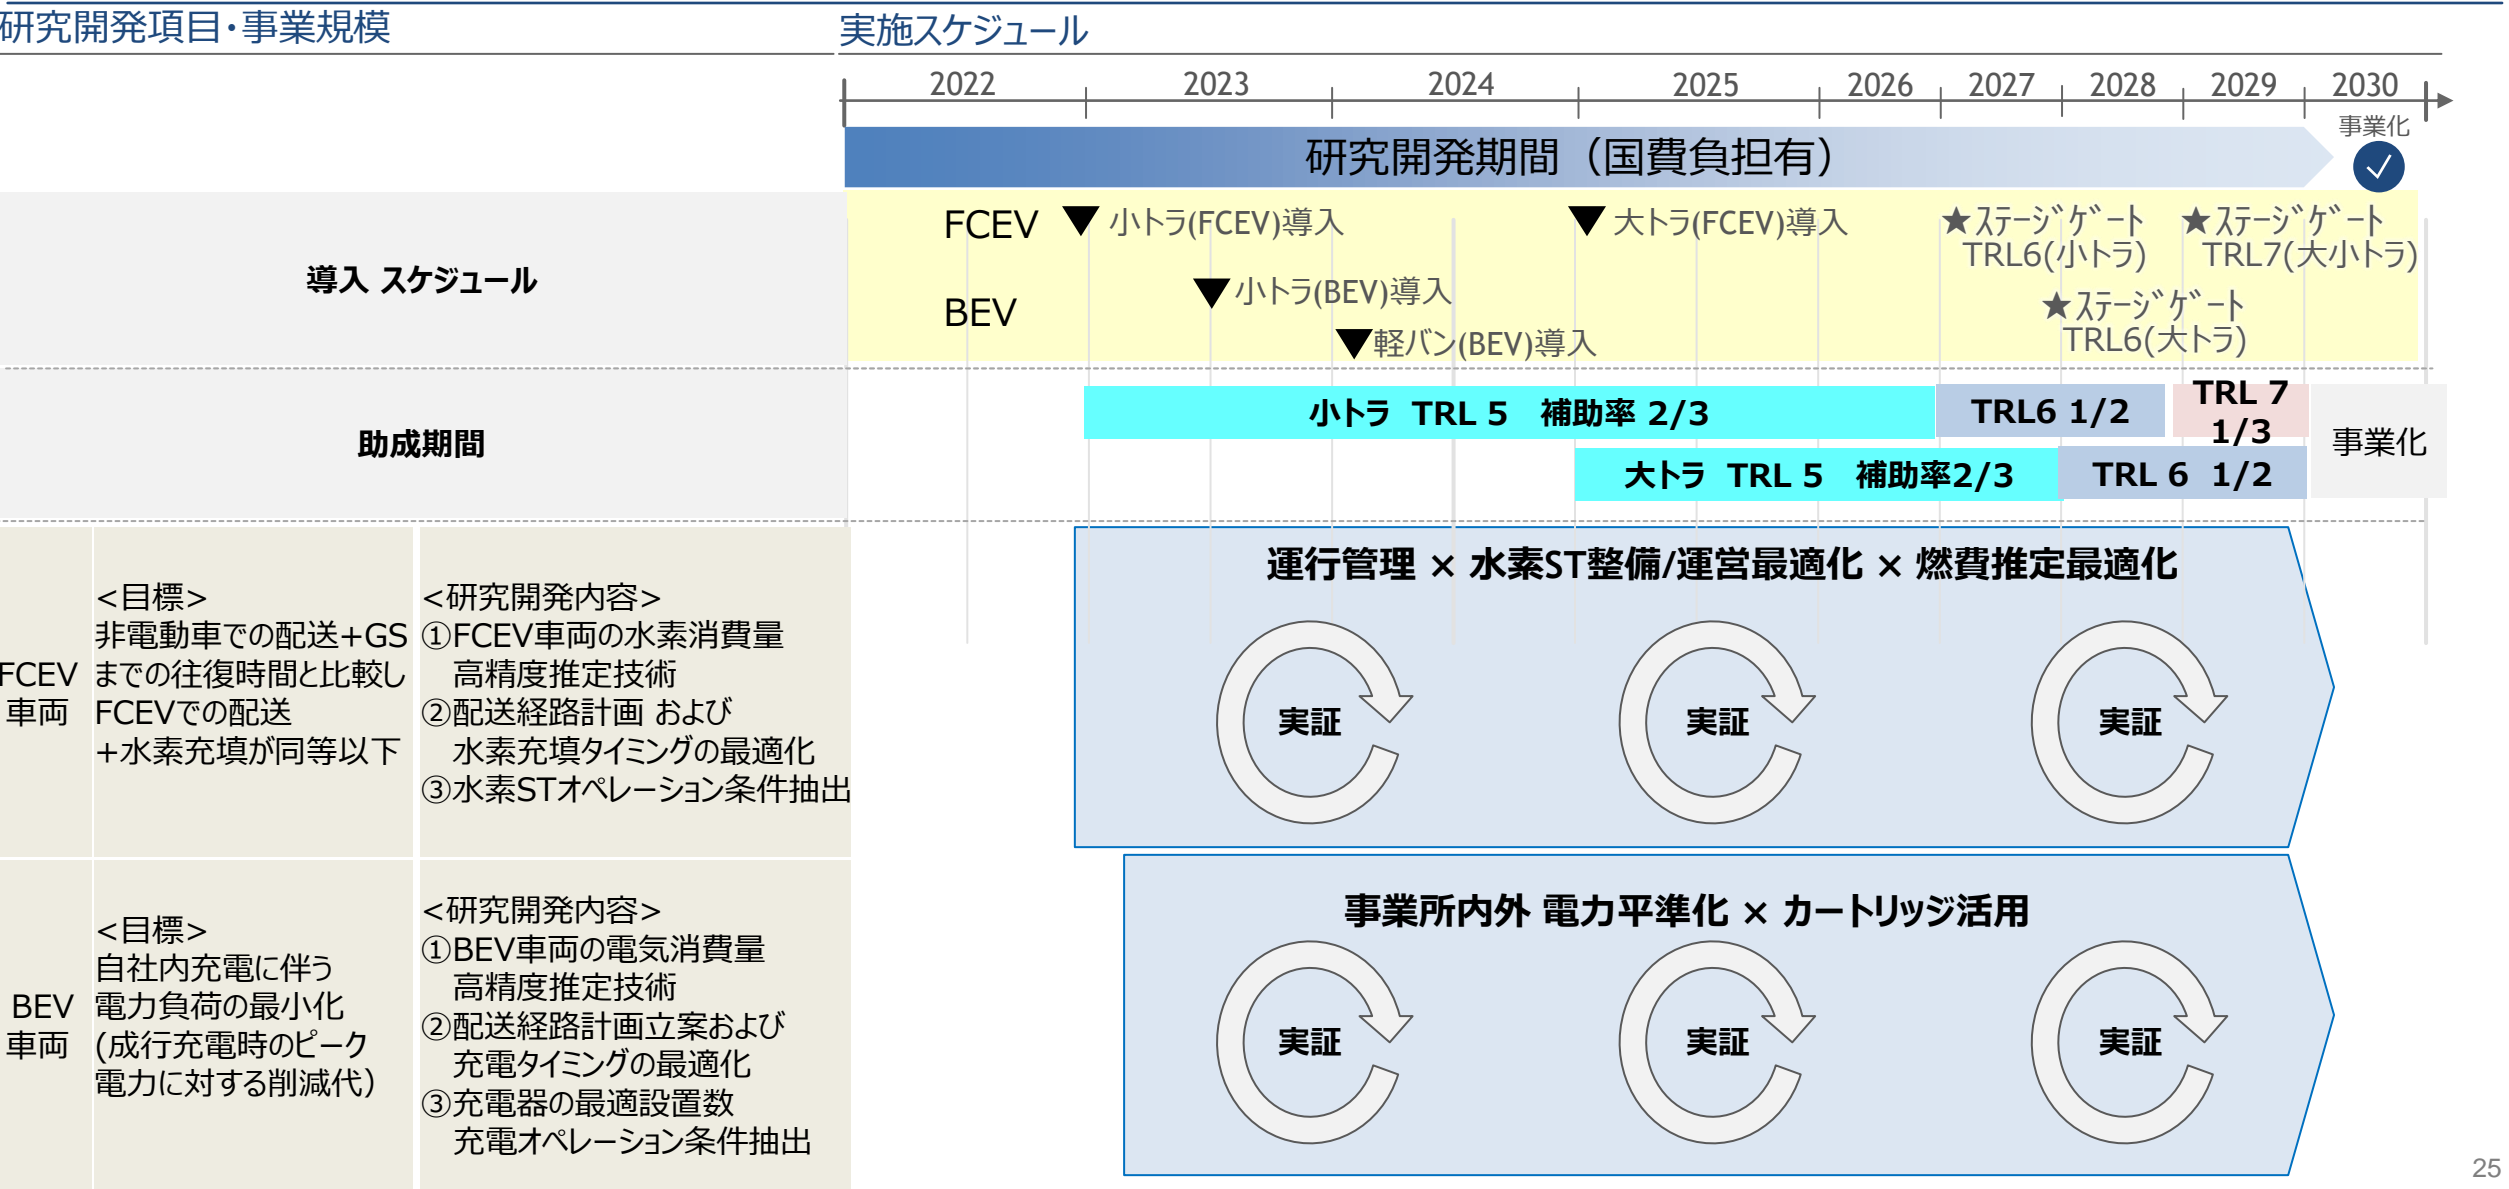 研究開発項目・事業規模
実施スケジュール
2022 2023 2024 2025 2026 2027 2028 2029 2030
事業化
研究開発期間（国費負担有）
導入 スケジュール
FCEV
小トラ(FCEV)導入
大トラ(FCEV)導入
★ｽﾃｰｼﾞｹﾞｰﾄ
TRL6(小トラ)
★ｽﾃｰｼﾞｹﾞｰﾄ
TRL7(大小トラ)
BEV
小トラ(BEV)導入
軽バン(BEV)導入
★ｽﾃｰｼﾞｹﾞｰﾄ
TRL6(大トラ)
助成期間
小トラ TRL 5 補助率 2/3
TRL6 1/2
TRL 7
1/3
大トラ TRL 5 補助率2/3
TRL 6 1/2
事業化
FCEV
車両
<目標>
非電動車での配送+GS
までの往復時間と比較し
FCEVでの配送
+水素充填が同等以下
<研究開発内容>
①FCEV車両の水素消費量
高精度推定技術
②配送経路計画 および
水素充填タイミングの最適化
③水素STオペレーション条件抽出
運行管理 × 水素ST整備/運営最適化 × 燃費推定最適化
実証
実証
実証
BEV
車両
<目標>
自社内充電に伴う
電力負荷の最小化
(成行充電時のピーク
電力に対する削減代）
<研究開発内容>
①BEV車両の電気消費量
高精度推定技術
②配送経路計画立案および
充電タイミングの最適化
③充電器の最適設置数
充電オペレーション条件抽出
事業所内外 電力平準化 × カートリッジ活用
実証
実証
実証
25